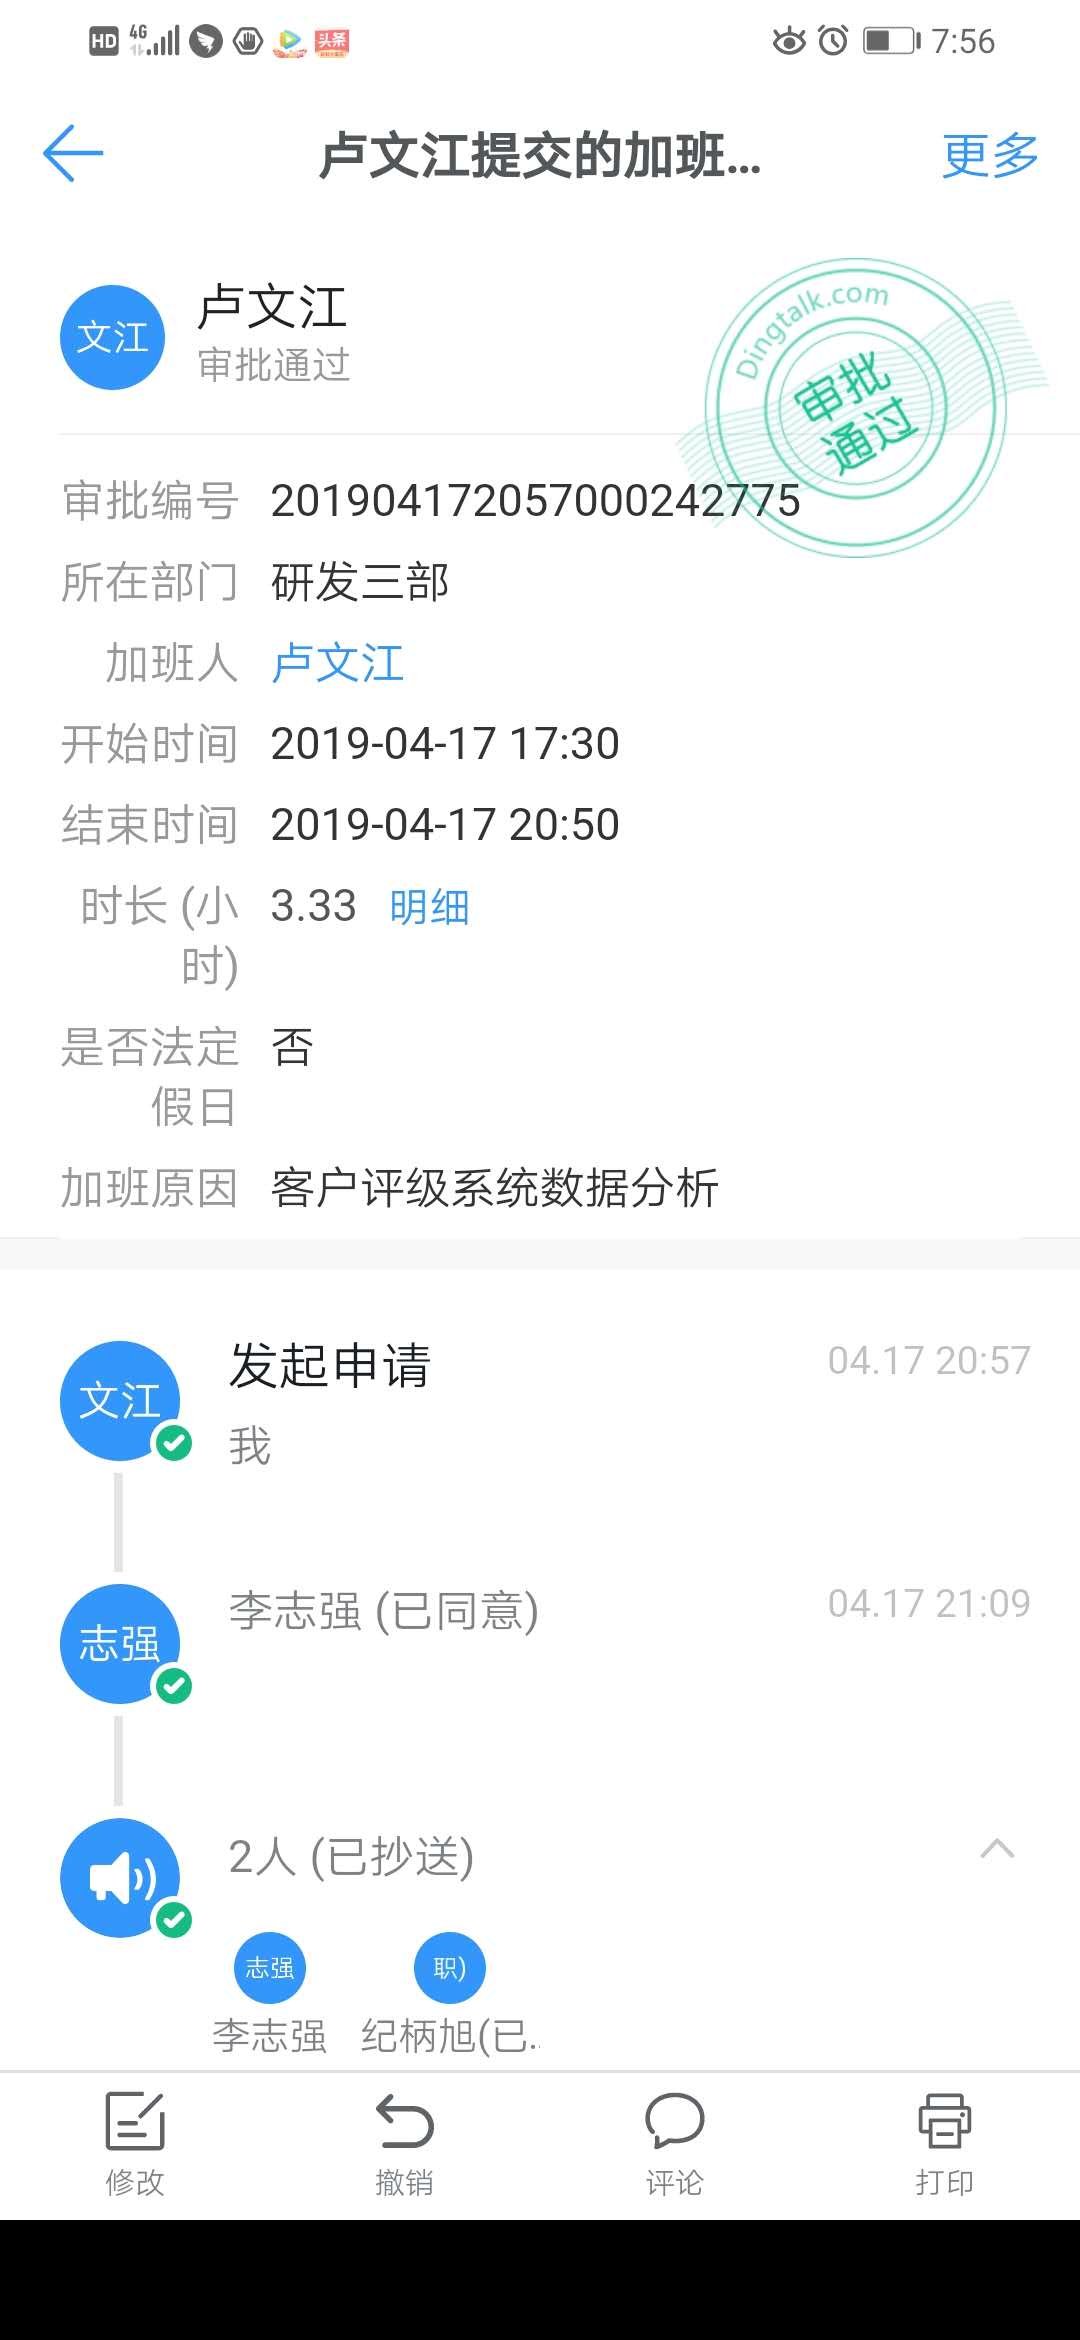 HD 4G 头条 7:56
卢文江提交的加班... 更多
文江
卢文江
审批通过
Dingtalk.com
审批
通过
审批编号 201904172057000242775
所在部门 研发三部
加班人 卢文江
开始时间 2019-04-17 17:30
结束时间 2019-04-17 20:50
时长 (小 3.33 明细
时)
是否法定 否
假日
加班原因 客户评级系统数据分析
文江
发起申请 04.17 20:57
我
志强
李志强 (已同意) 04.17 21:09
2人 (已抄送)
志强 职)
李志强 纪柄旭(已..
修改 撤销 评论 打印